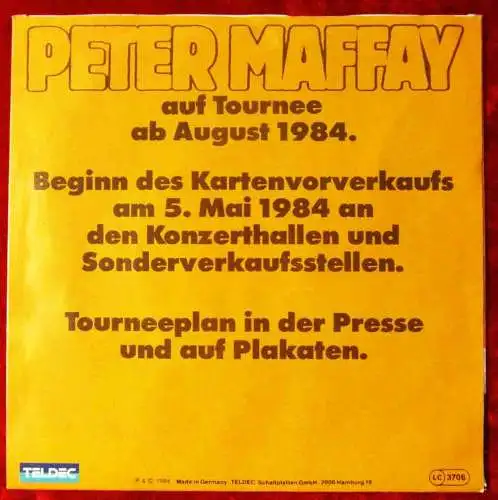 PETER MAFFAY
auf Tournee
ab August 1984.
Beginn des Kartenvorverkaufs
am 5. Mai 1984 an
den Konzerthallen und
Sonderverkaufsstellen.
Tourneeplan in der Presse
und auf Plakaten.
TELDEC
P & C 1984 Made in Germany TELDEC Schallplatten GmbH · 2000 Hamburg 19
LC 3706